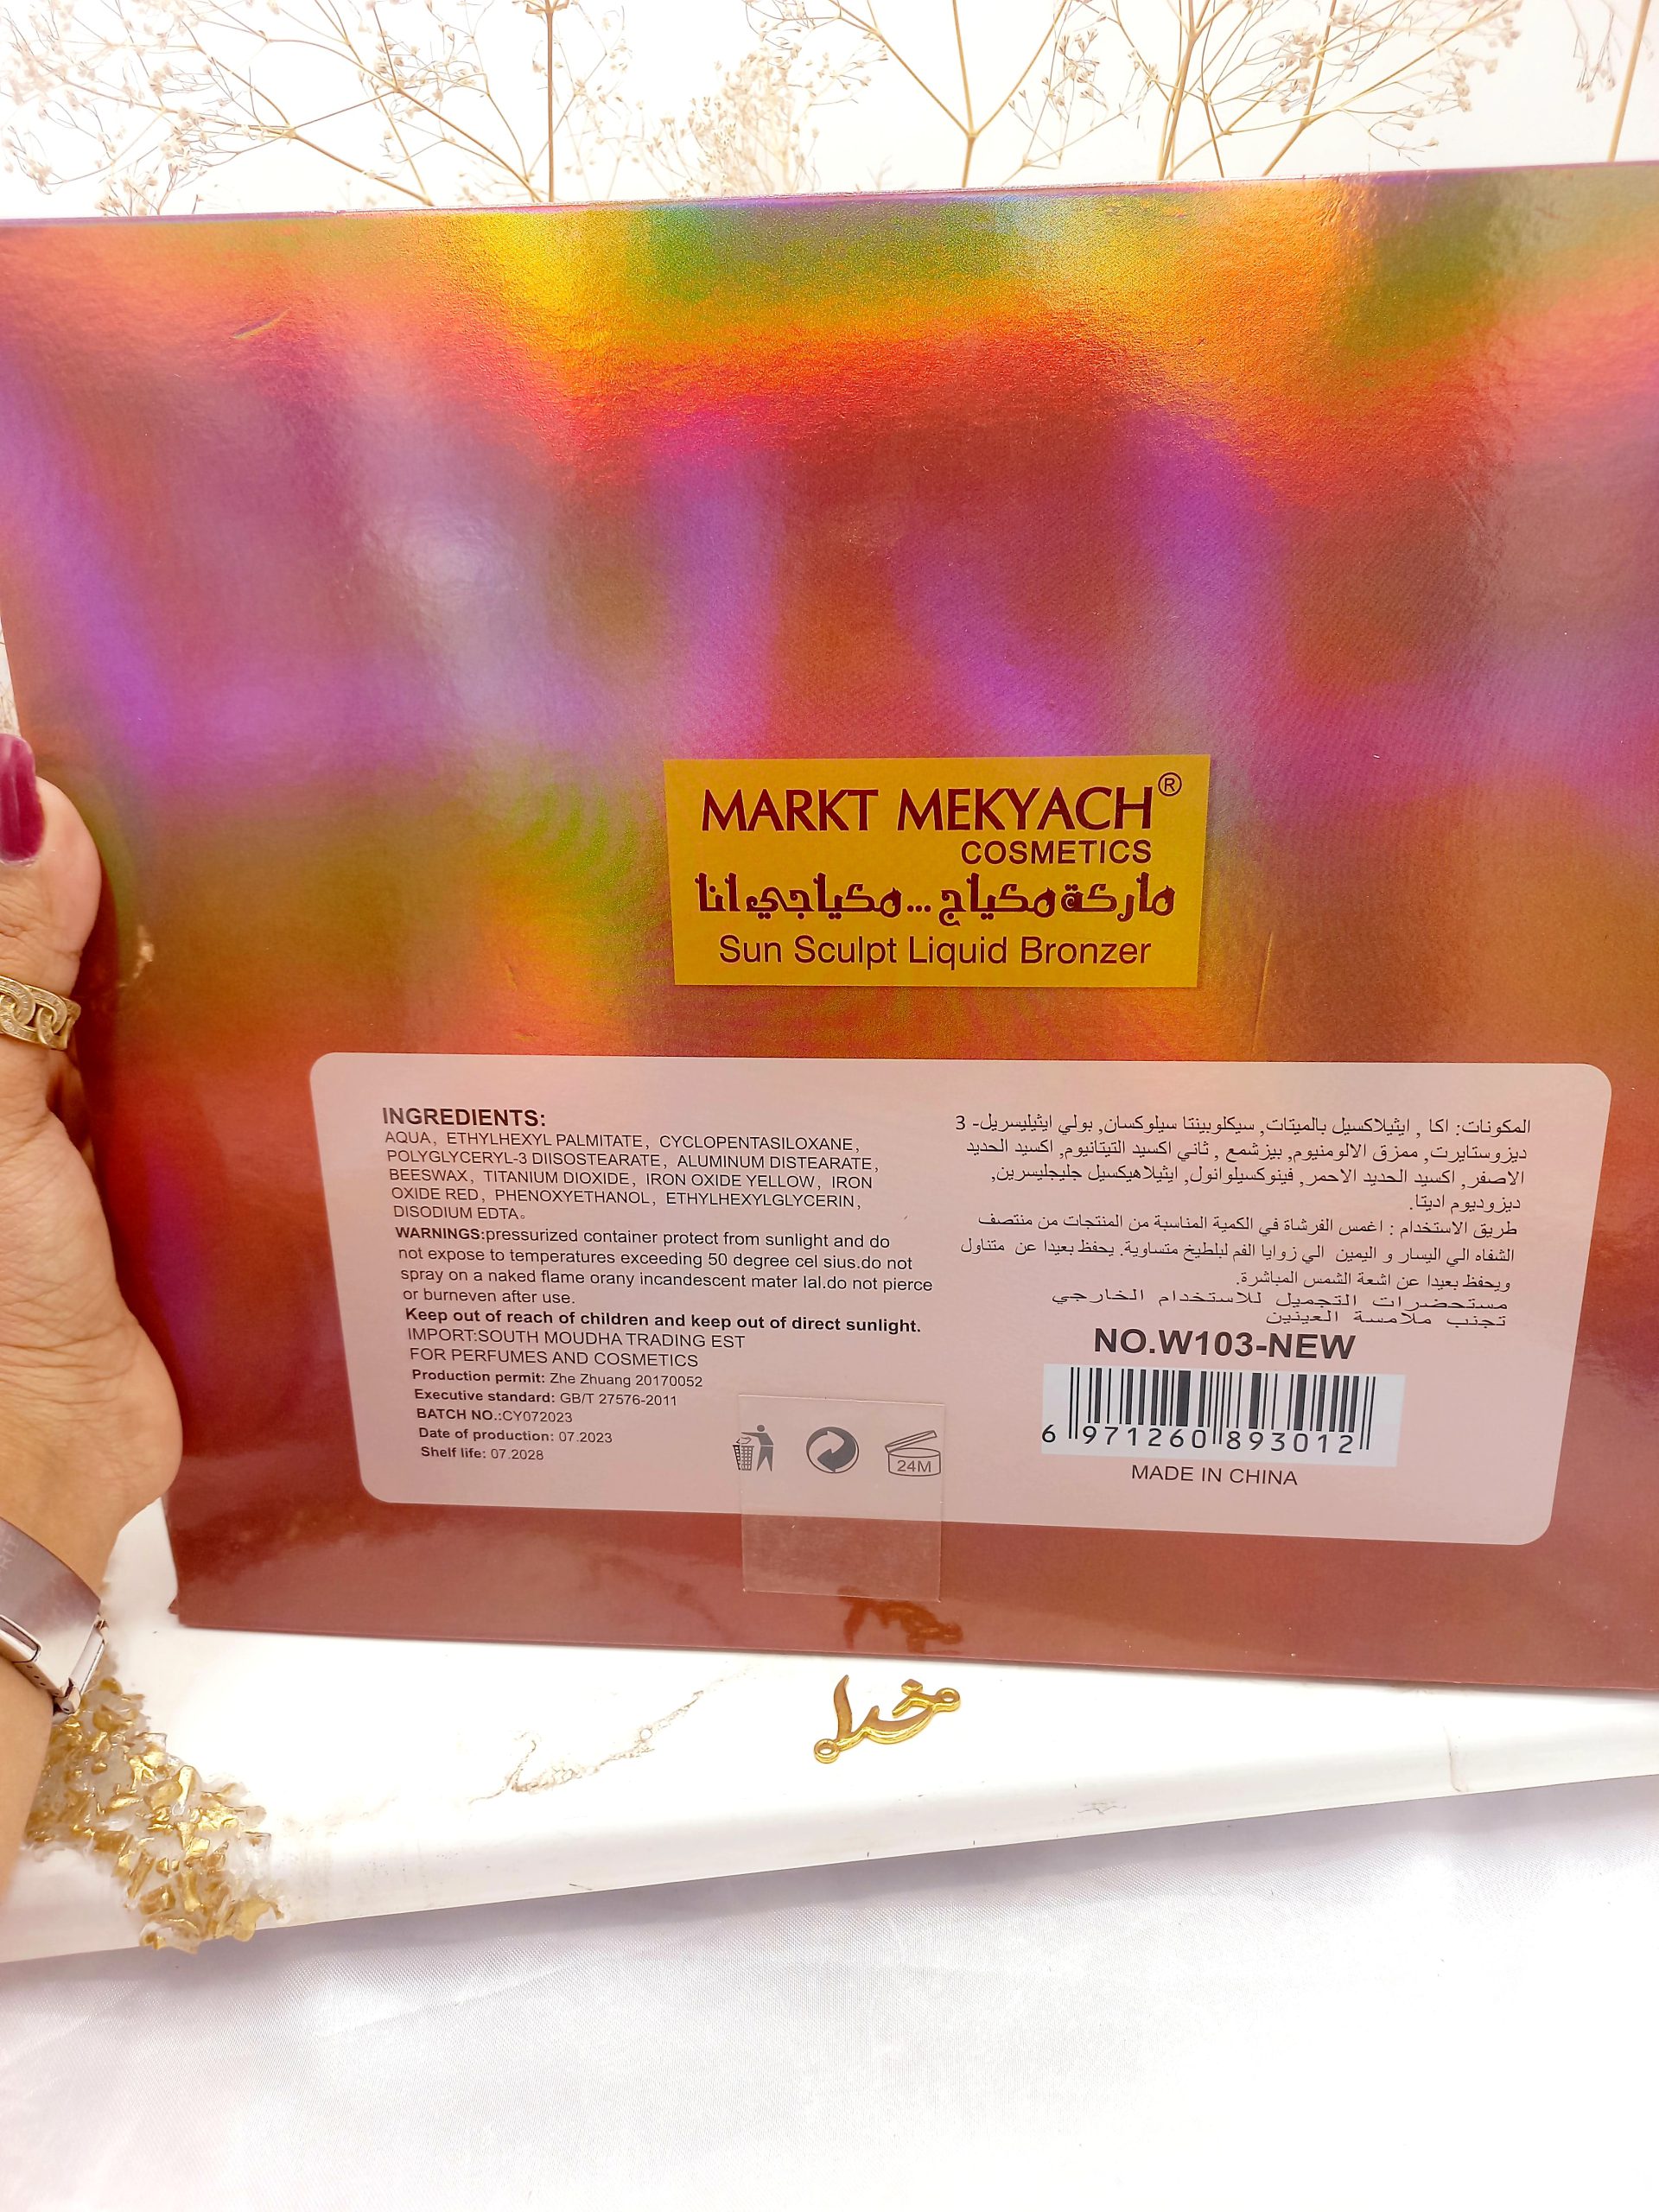 MARKT MEKYACH®
COSMETICS
ماركة مكياج...مكياجي انا
Sun Sculpt Liquid Bronzer
INGREDIENTS:
AQUA, ETHYLHEXYL PALMITATE, CYCLOPENTASILOXANE,
POLYGLYCERYL-3 DIISOSTEARATE, ALUMINUM DISTEARATE,
BEESWAX, TITANIUM DIOXIDE, IRON OXIDE YELLOW, IRON
OXIDE RED, PHENOXYETHANOL, ETHYLHEXYLGLYCERIN,
DISODIUM EDTA。
WARNINGS:pressurized container protect from sunlight and do
not expose to temperatures exceeding 50 degree cel sius.do not
spray on a naked flame orany incandescent mater lal.do not pierce
or burneven after use.
Keep out of reach of children and keep out of direct sunlight.
IMPORT:SOUTH MOUDHA TRADING EST
FOR PERFUMES AND COSMETICS
Production permit: Zhe Zhuang 20170052
Executive standard: GB/T 27576-2011
BATCH NO.:CY072023
Date of production: 07.2023
Shelf life: 07.2028
24M
المكونات: اكا , ايثيلاكسيل بالميتات, سيكلوبينتا سيلوكسان, بولي ايثيليسريل- 3
ديزوستايرت, ممزق الالومنيوم, بيزشمع , ثاني اكسيد التيتانيوم, اكسيد الحديد
الاصفر, اكسيد الحديد الاحمر, فينوكسيلوانول, ايثيلاهيكسيل جليجليسرين,
ديزوديوم اديتا.
طريق الاستخدام : اغمس الفرشاة في الكمية المناسبة من المنتجات من منتصف
الشفاه الي اليسار و اليمين الي زوايا الفم لبلطيخ متساوية. يحفظ بعيدا عن متناول
ويحفظ بعيدا عن اشعة الشمس المباشرة.
مستحضرات التجميل للاستخدام الخارجي
تجنب ملامسة العينين
NO.W103-NEW
6 971260 893012
MADE IN CHINA
خدا